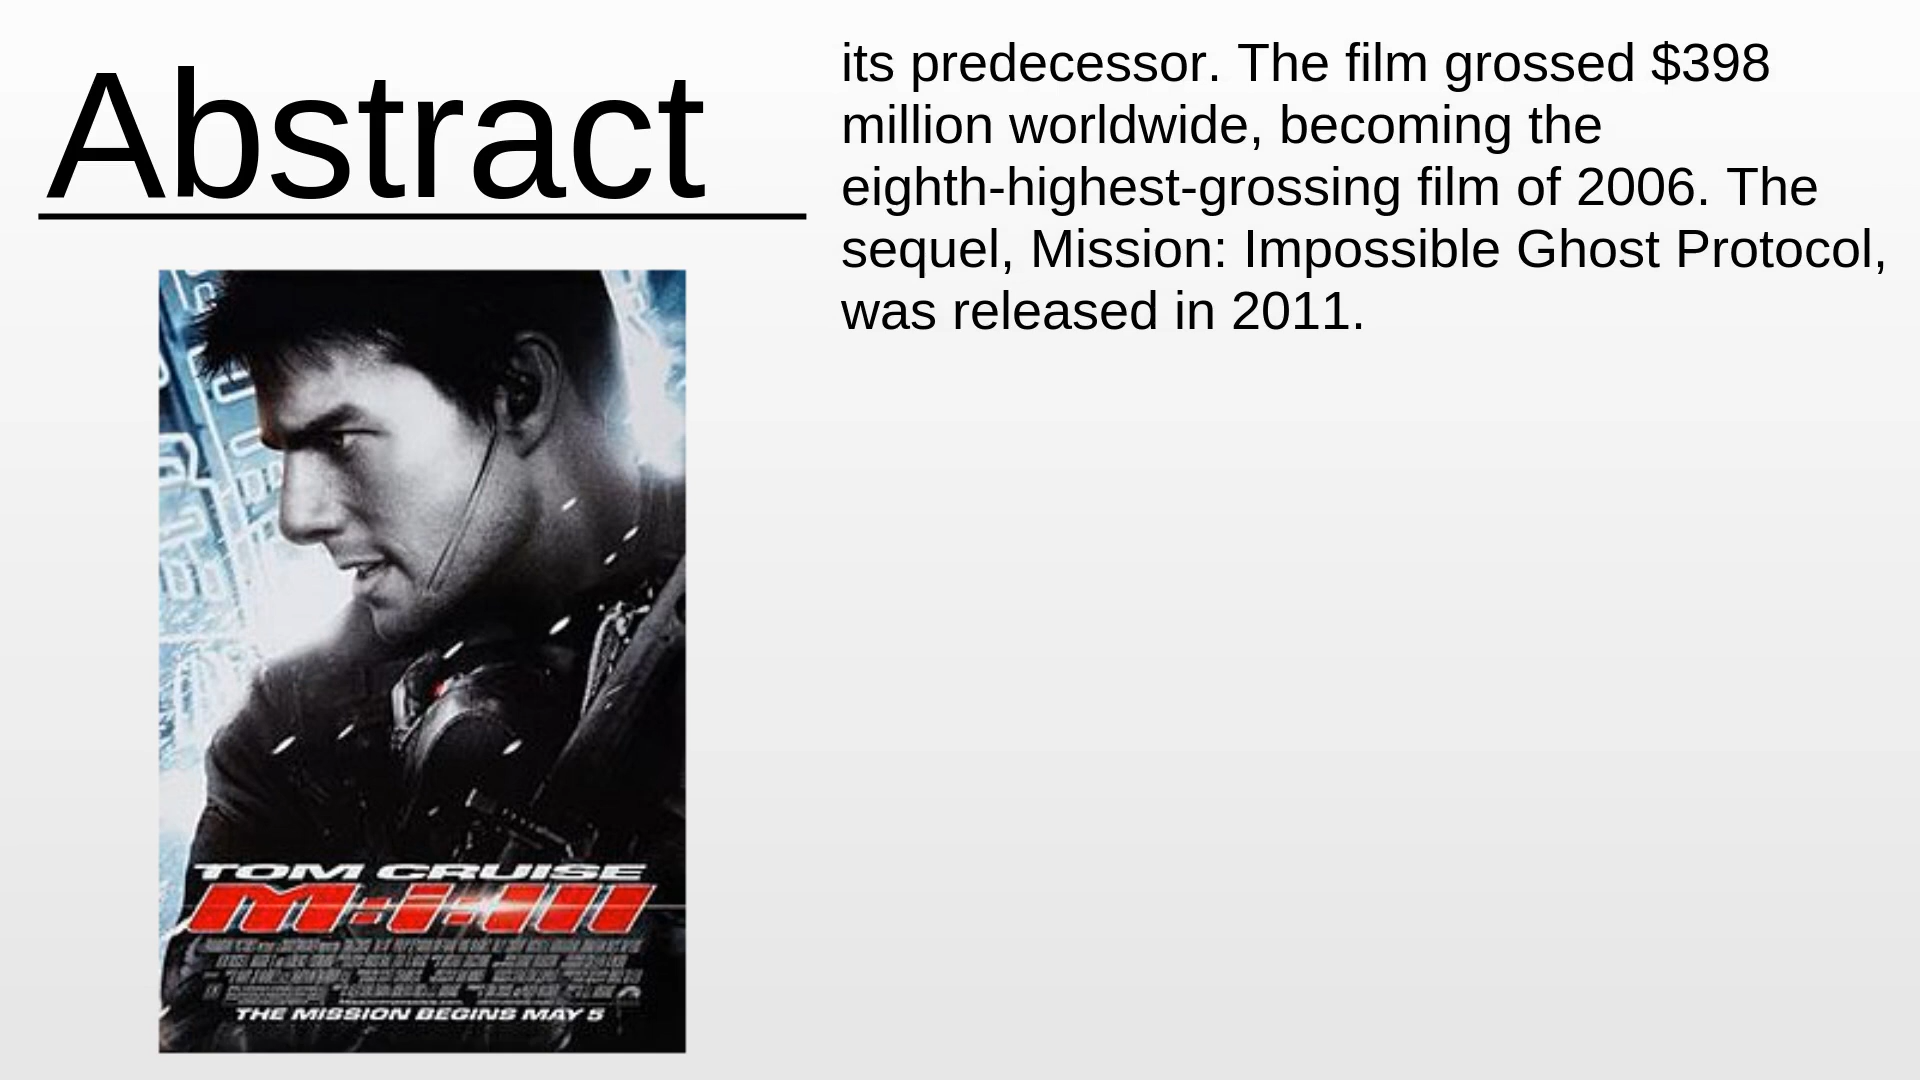 Abstract
its predecessor. The film grossed $398
million worldwide, becoming the
eighth-highest-grossing film of 2006. The
sequel, Mission: Impossible Ghost Protocol,
was released in 2011.
TOM CRUISE
M:i:III
THE MISSION BEGINS MAY 5